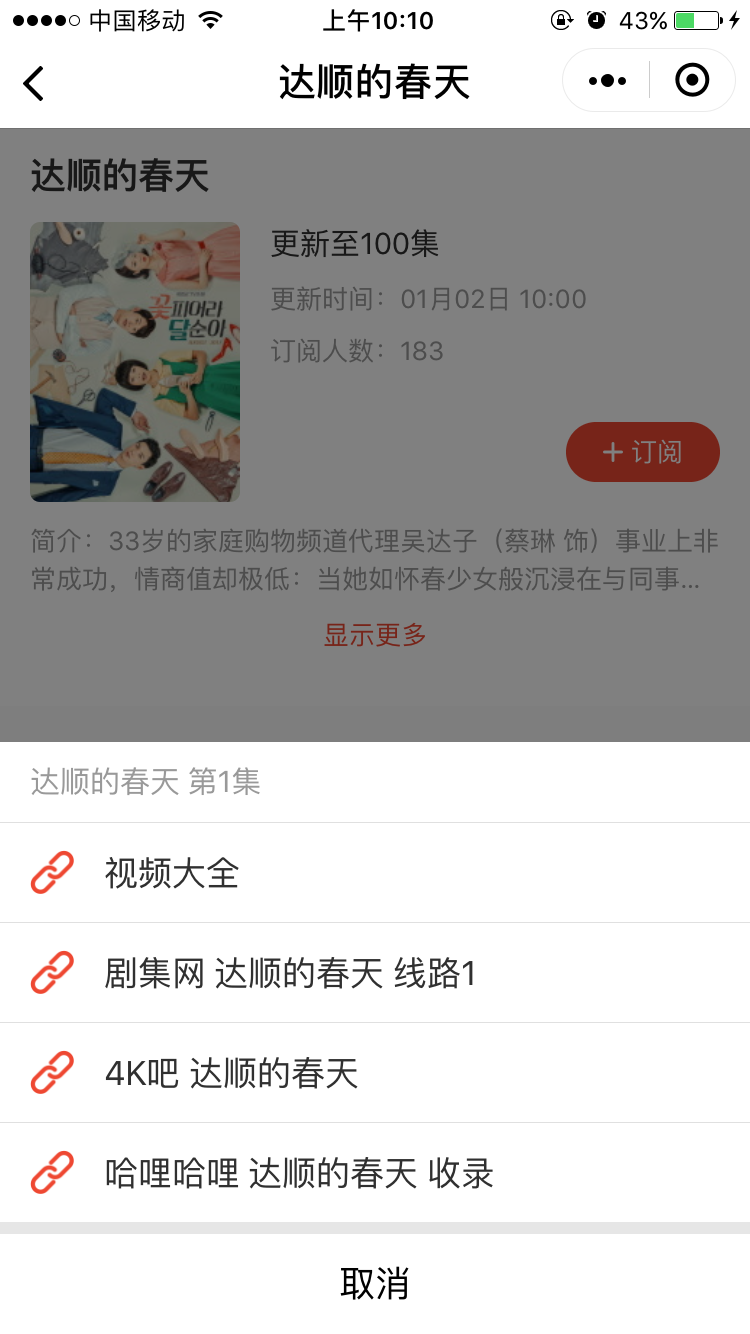 中国移动
上午10:10
43%
达顺的春天
达顺的春天
꽃피어라
달순아
更新至100集
更新时间：01月02日 10:00
订阅人数：183
+ 订阅
简介：33岁的家庭购物频道代理吴达子（蔡琳 饰）事业上非
常成功，情商值却极低：当她如怀春少女般沉浸在与同事...
显示更多
达顺的春天 第1集
视频大全
剧集网 达顺的春天 线路1
4K吧 达顺的春天
哈哩哈哩 达顺的春天 收录
取消